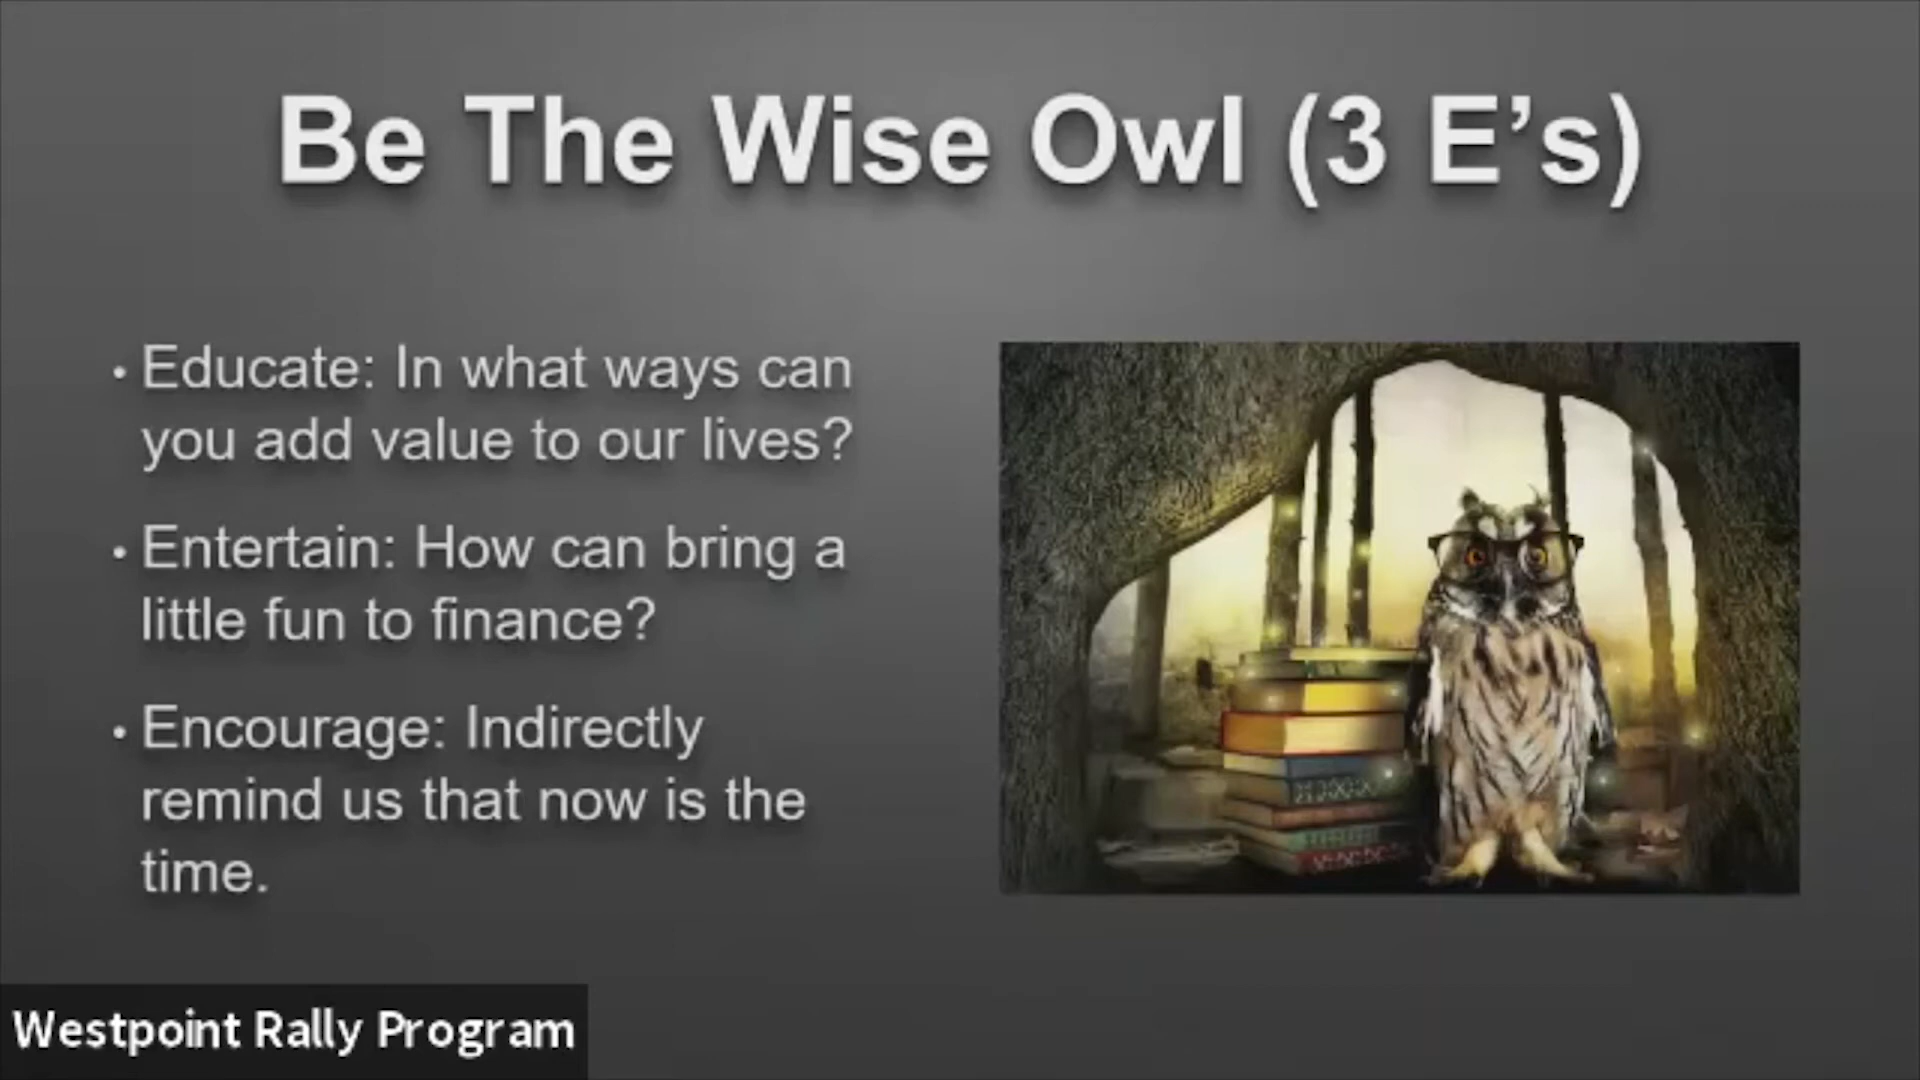 Be The Wise Owl (3 E’s)
• Educate: In what ways can
you add value to our lives?
• Entertain: How can bring a
little fun to finance?
• Encourage: Indirectly
remind us that now is the
time.
Westpoint Rally Program